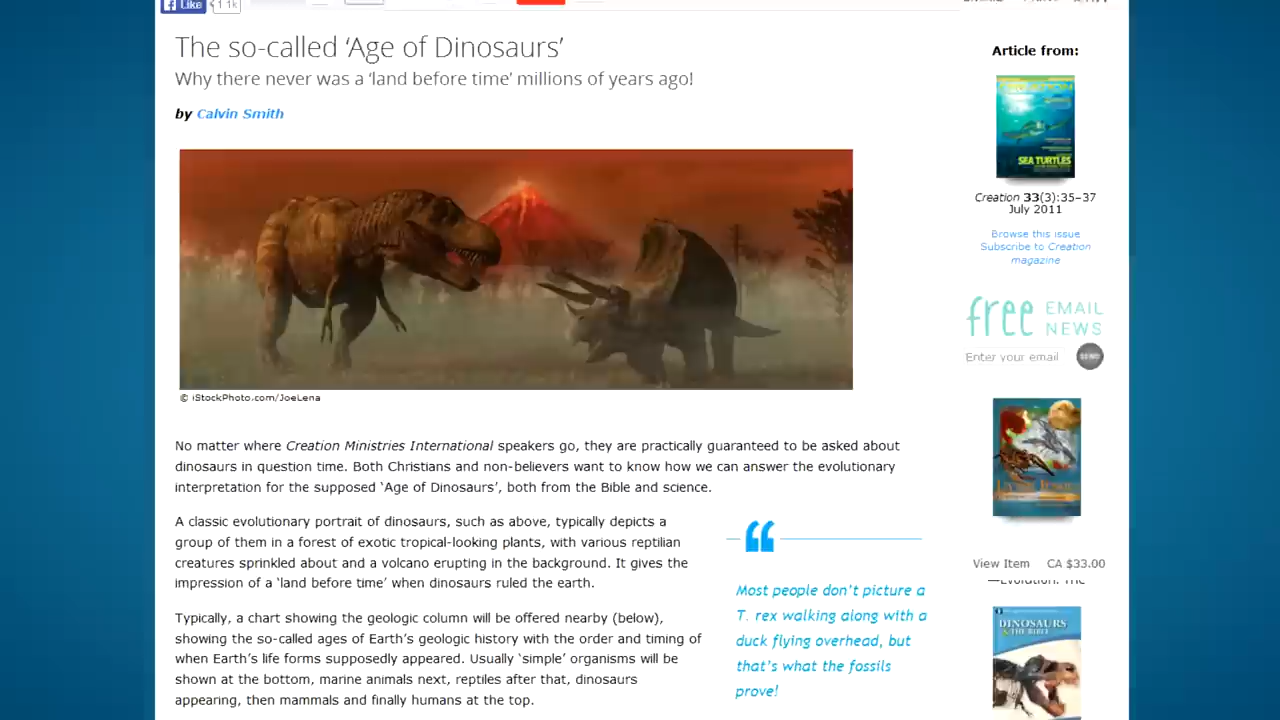 Like
1.1k
The so-called ‘Age of Dinosaurs’
Why there never was a ‘land before time’ millions of years ago!
by Calvin Smith
© iStockPhoto.com/JoeLena
No matter where Creation Ministries International speakers go, they are practically guaranteed to be asked about
dinosaurs in question time. Both Christians and non-believers want to know how we can answer the evolutionary
interpretation for the supposed ‘Age of Dinosaurs’, both from the Bible and science.
A classic evolutionary portrait of dinosaurs, such as above, typically depicts a
group of them in a forest of exotic tropical-looking plants, with various reptilian
creatures sprinkled about and a volcano erupting in the background. It gives the
impression of a ‘land before time’ when dinosaurs ruled the earth.
Typically, a chart showing the geologic column will be offered nearby (below),
showing the so-called ages of Earth’s geologic history with the order and timing of
when Earth’s life forms supposedly appeared. Usually ‘simple’ organisms will be
shown at the bottom, marine animals next, reptiles after that, dinosaurs
appearing, then mammals and finally humans at the top.
“
Most people don’t picture a
T. rex walking along with a
duck flying overhead, but
that’s what the fossils
prove!
Article from:
SEA TURTLES
Creation 33(3):35–37
July 2011
Browse this issue
Subscribe to Creation
magazine
free EMAIL
NEWS
Enter your email
View Item CA $33.00
—Evolution: The
DINOSAURS
& THE BIBLE